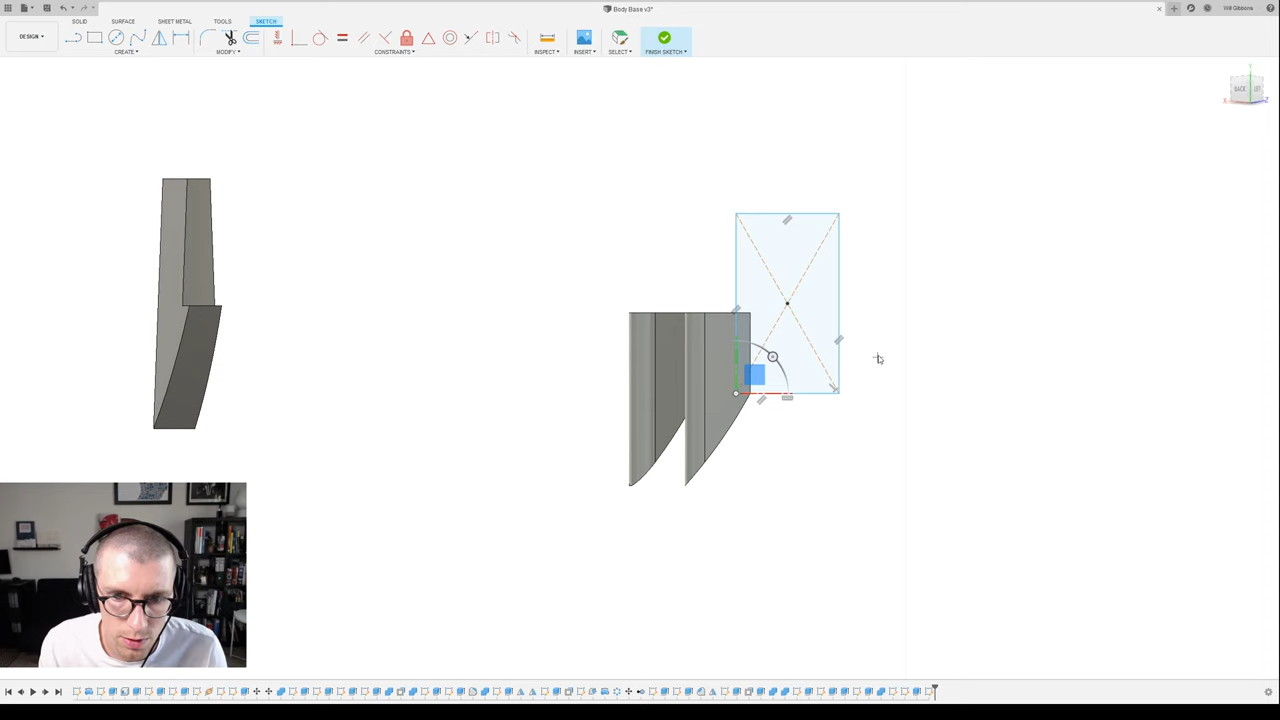 Body Base v3*
Will Gibbons
DESIGN
SOLID
SURFACE
SHEET METAL
TOOLS
SKETCH
CREATE
MODIFY
CONSTRAINTS
INSPECT
INSERT
SELECT
FINISH SKETCH
Y
BACK
X
Z